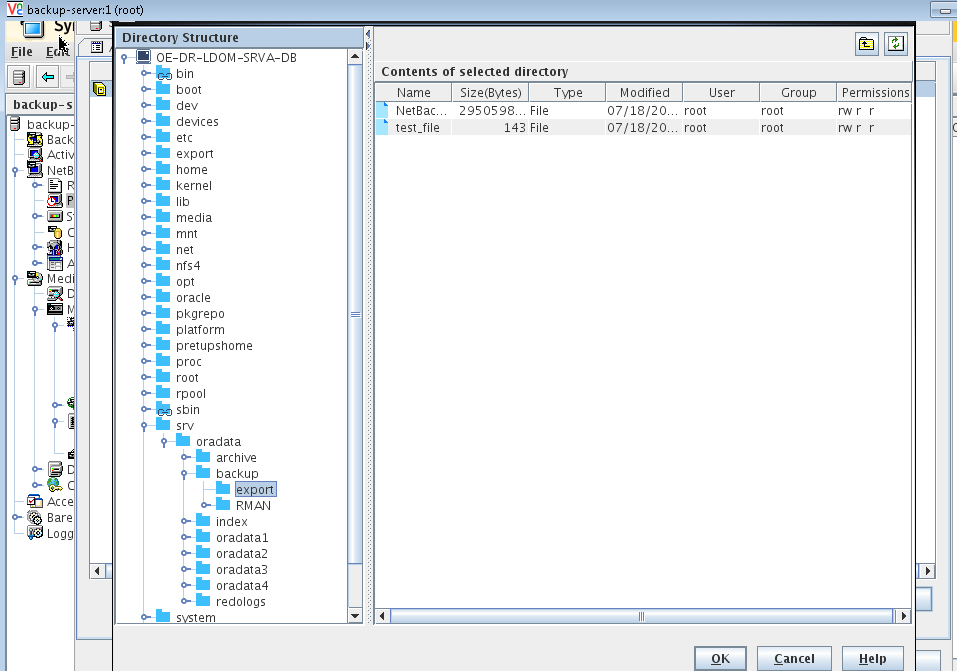 backup-server:1 (root)
Sy
File Edit
backup-s
backup-
Back
Activ
NetB
R
P
S
C
H
A
Medi
D
M
D
C
Acce
Bare
Logg
Directory Structure
OE-DR-LDOM-SRVA-DB
bin
boot
dev
devices
etc
export
home
kernel
lib
media
mnt
net
nfs4
opt
oracle
pkgrepo
platform
pretupshome
proc
root
rpool
sbin
srv
oradata
archive
backup
export
RMAN
index
oradata1
oradata2
oradata3
oradata4
redologs
system
Contents of selected directory
Name Size(Bytes) Type Modified User Group Permissions
NetBac... 2950598... File 07/18/20... root root rw r r
test_file 143 File 07/18/20... root root rw r r
OK Cancel Help